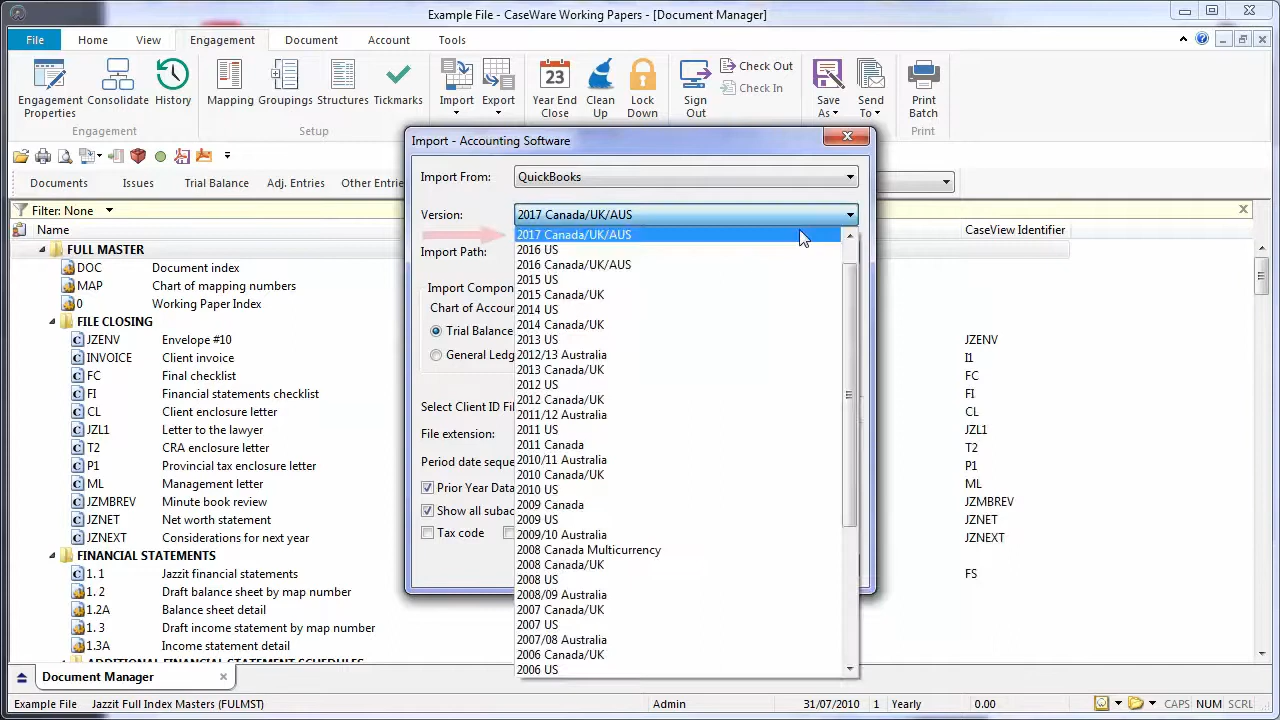 Example File - CaseWare Working Papers - [Document Manager]
File Home View Engagement Document Account Tools
Engagement Properties Consolidate History Mapping Groupings Structures Tickmarks Import Export Year End Close Clean Up Lock Down Sign Out Check Out Check In Save As Send To Print Batch
23
Engagement Setup Print
Documents Issues Trial Balance Adj. Entries Other Entrie
Filter: None
Name CaseView Identifier
FULL MASTER
DOC Document index
MAP Chart of mapping numbers
0 Working Paper Index
FILE CLOSING
JZENV Envelope #10 JZENV
INVOICE Client invoice I1
FC Final checklist FC
FI Financial statements checklist FI
CL Client enclosure letter CL
JZL1 Letter to the lawyer JZL1
T2 CRA enclosure letter T2
P1 Provincial tax enclosure letter P1
ML Management letter ML
JZMBREV Minute book review JZMBREV
JZNET Net worth statement JZNET
JZNEXT Considerations for next year JZNEXT
FINANCIAL STATEMENTS
1. 1 Jazzit financial statements FS
1. 2 Draft balance sheet by map number
1.2A Balance sheet detail
1. 3 Draft income statement by map number
1.3A Income statement detail
ADDITIONAL FINANCIAL STATEMENT SCHEDULES
Import - Accounting Software
Import From: QuickBooks
Version: 2017 Canada/UK/AUS
Import Path:
Import Compon
Chart of Accour
Trial Balance
General Ledg
Select Client ID Fil
File extension:
Period date seque
Prior Year Data
Show all subac
Tax code
2017 Canada/UK/AUS
2016 US
2016 Canada/UK/AUS
2015 US
2015 Canada/UK
2014 US
2014 Canada/UK
2013 US
2012/13 Australia
2013 Canada/UK
2012 US
2012 Canada/UK
2011/12 Australia
2011 US
2011 Canada
2010/11 Australia
2010 Canada/UK
2010 US
2009 Canada
2009 US
2009/10 Australia
2008 Canada Multicurrency
2008 Canada/UK
2008 US
2008/09 Australia
2007 Canada/UK
2007 US
2007/08 Australia
2006 Canada/UK
2006 US
Document Manager
Example File Jazzit Full Index Masters (FULMST) Admin 31/07/2010 1 Yearly 0.00 CAPS NUM SCRL